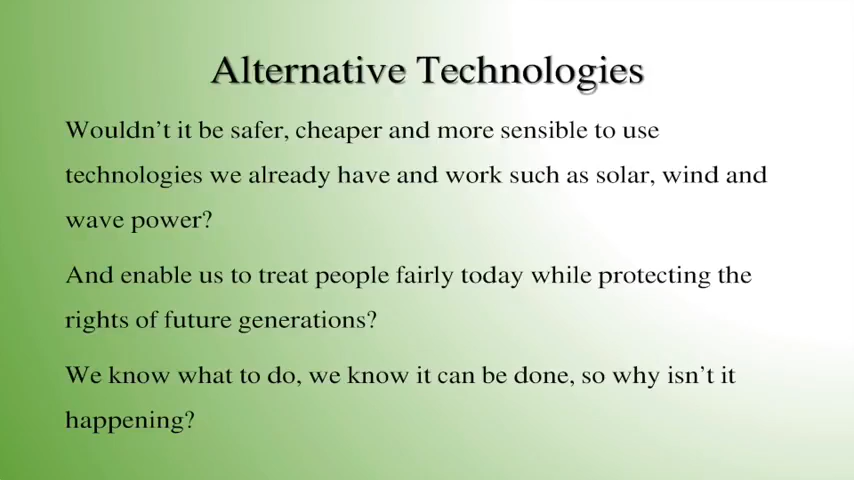 Alternative Technologies
Wouldn’t it be safer, cheaper and more sensible to use
technologies we already have and work such as solar, wind and
wave power?
And enable us to treat people fairly today while protecting the
rights of future generations?
We know what to do, we know it can be done, so why isn’t it
happening?